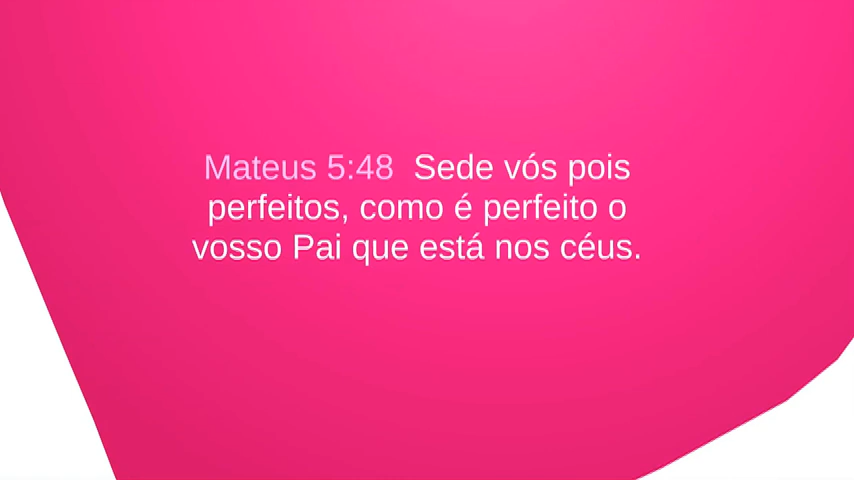 Mateus 5:48  Sede vós pois
perfeitos, como é perfeito o
vosso Pai que está nos céus.